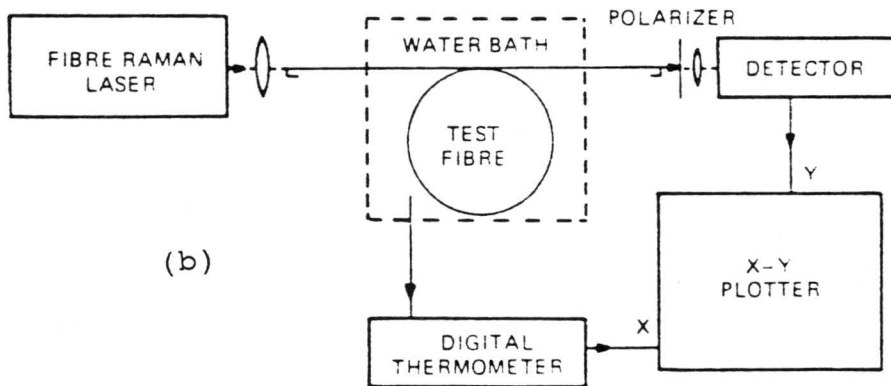 POLARIZER
FIBRE RAMAN
LASER
WATER BATH
DETECTOR
TEST
FIBRE
Y
(b)
X-Y
PLOTTER
X
DIGITAL
THERMOMETER